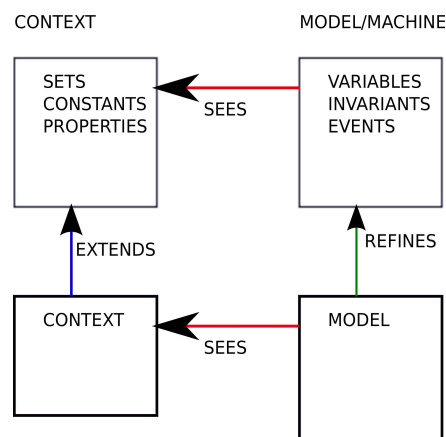 CONTEXT
MODEL/MACHINE
SETS
CONSTANTS
PROPERTIES
SEES
VARIABLES
INVARIANTS
EVENTS
EXTENDS
REFINES
CONTEXT
SEES
MODEL